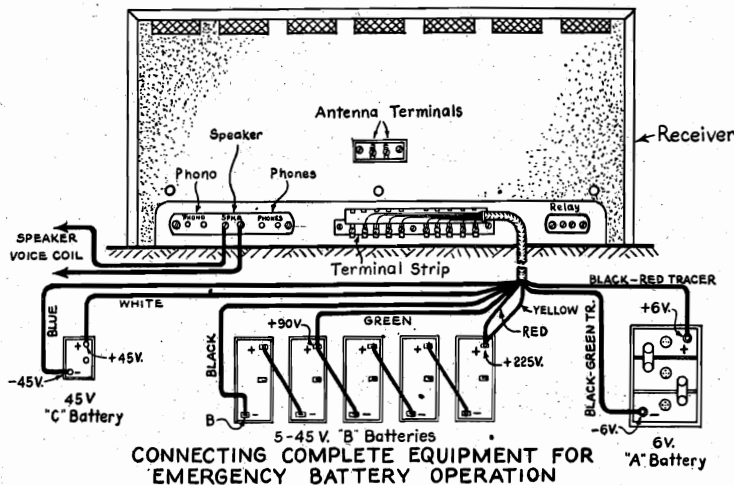 Antenna Terminals
Speaker
Receiver
Phono
Phones
PHONO SPKR PHONES
Relay
SPEAKER
VOICE COIL
Terminal Strip
BLACK-RED TRACER
BLUE
WHITE
YELLOW
+90V.
GREEN
RED
+6V.
BLACK
BLACK-GREEN TR.
+45V.
+225V.
-45V.
45V
"C" Battery
B
-6V.
5-45 V. "B" Batteries
6V.
"A" Battery
CONNECTING COMPLETE EQUIPMENT FOR
EMERGENCY BATTERY OPERATION